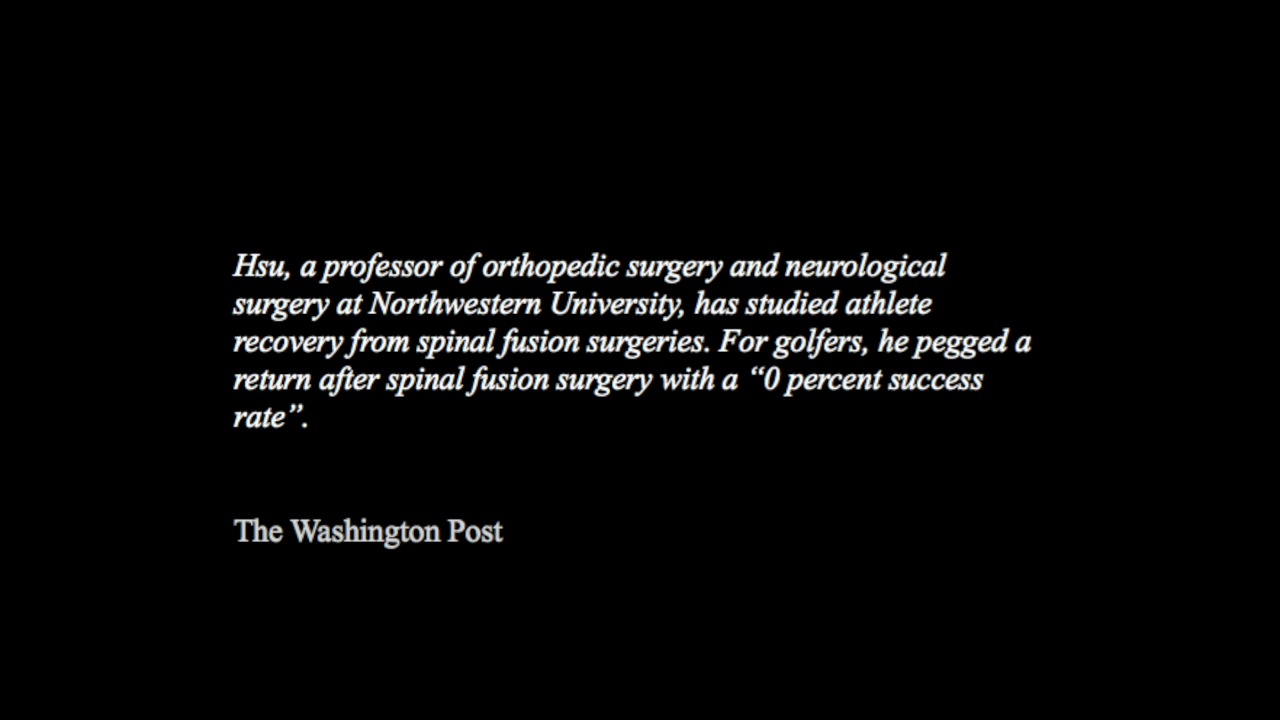 Hsu, a professor of orthopedic surgery and neurological
surgery at Northwestern University, has studied athlete
recovery from spinal fusion surgeries. For golfers, he pegged a
return after spinal fusion surgery with a “0 percent success
rate”.
The Washington Post